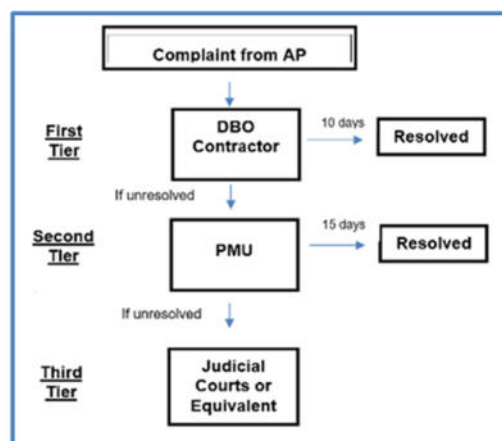 Complaint from AP
First
Tier
DBO
Contractor
10 days
Resolved
If unresolved
Second
Tier
PMU
15 days
Resolved
If unresolved
Third
Tier
Judicial
Courts or
Equivalent